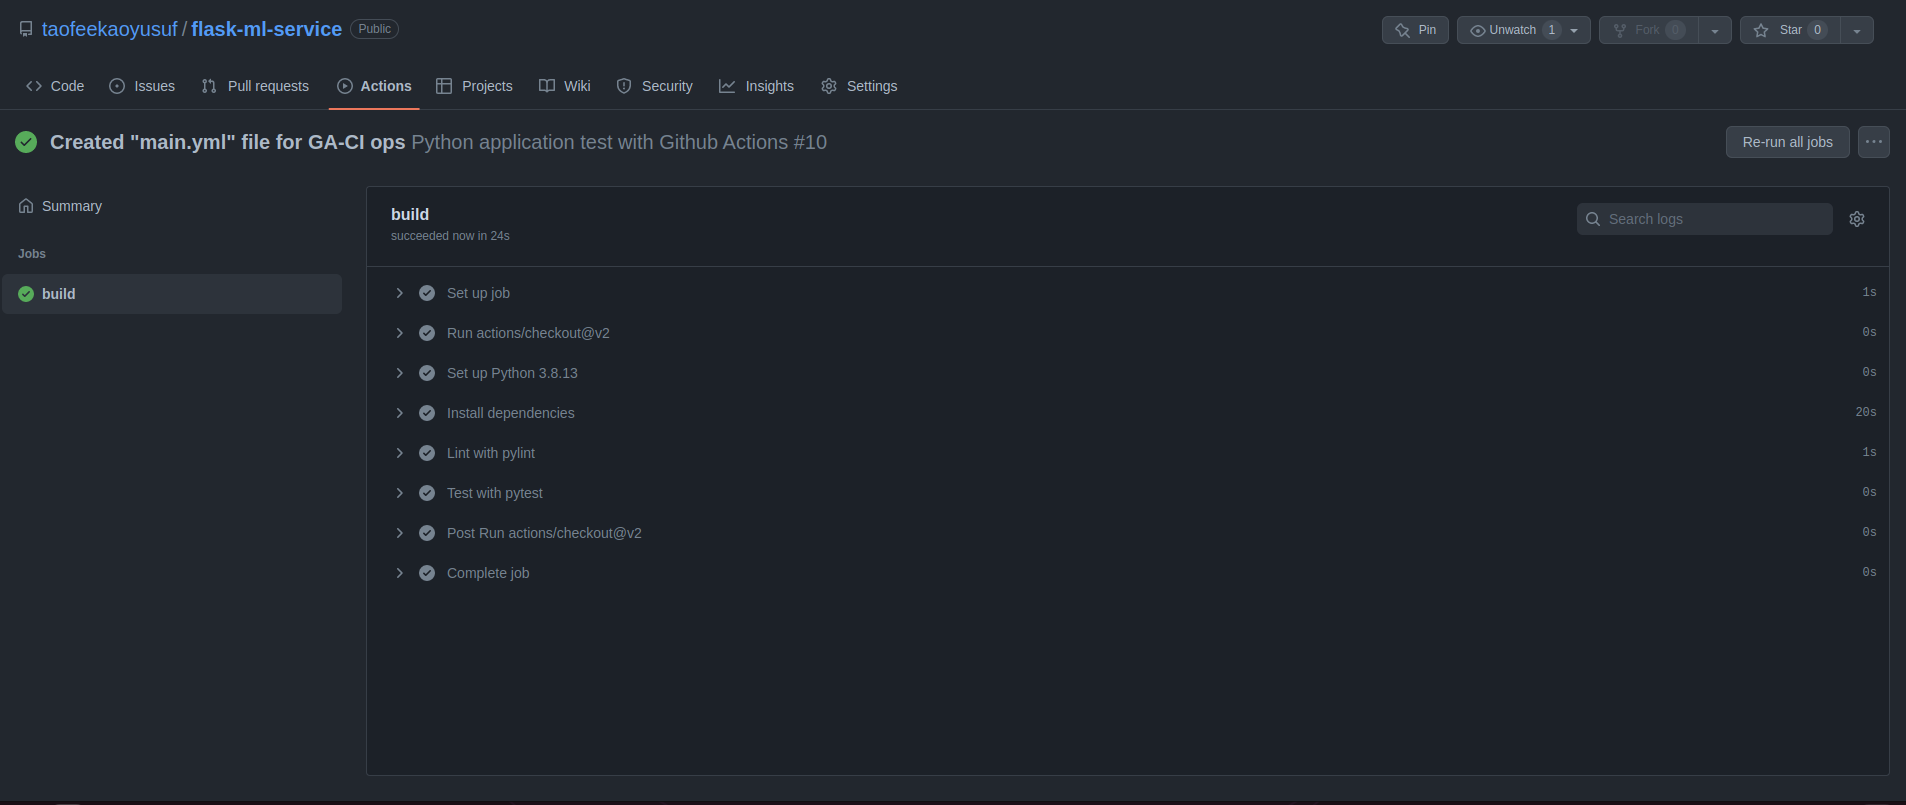 taofeekaoyusuf / flask-ml-service Public Pin Unwatch 1 Fork 0 Star 0
Code Issues Pull requests Actions Projects Wiki Security Insights Settings
Created "main.yml" file for GA-CI ops Python application test with Github Actions #10 Re-run all jobs
Summary
Jobs
build
build
succeeded now in 24s
Search logs
Set up job 1s
Run actions/checkout@v2 0s
Set up Python 3.8.13 0s
Install dependencies 20s
Lint with pylint 1s
Test with pytest 0s
Post Run actions/checkout@v2 0s
Complete job 0s